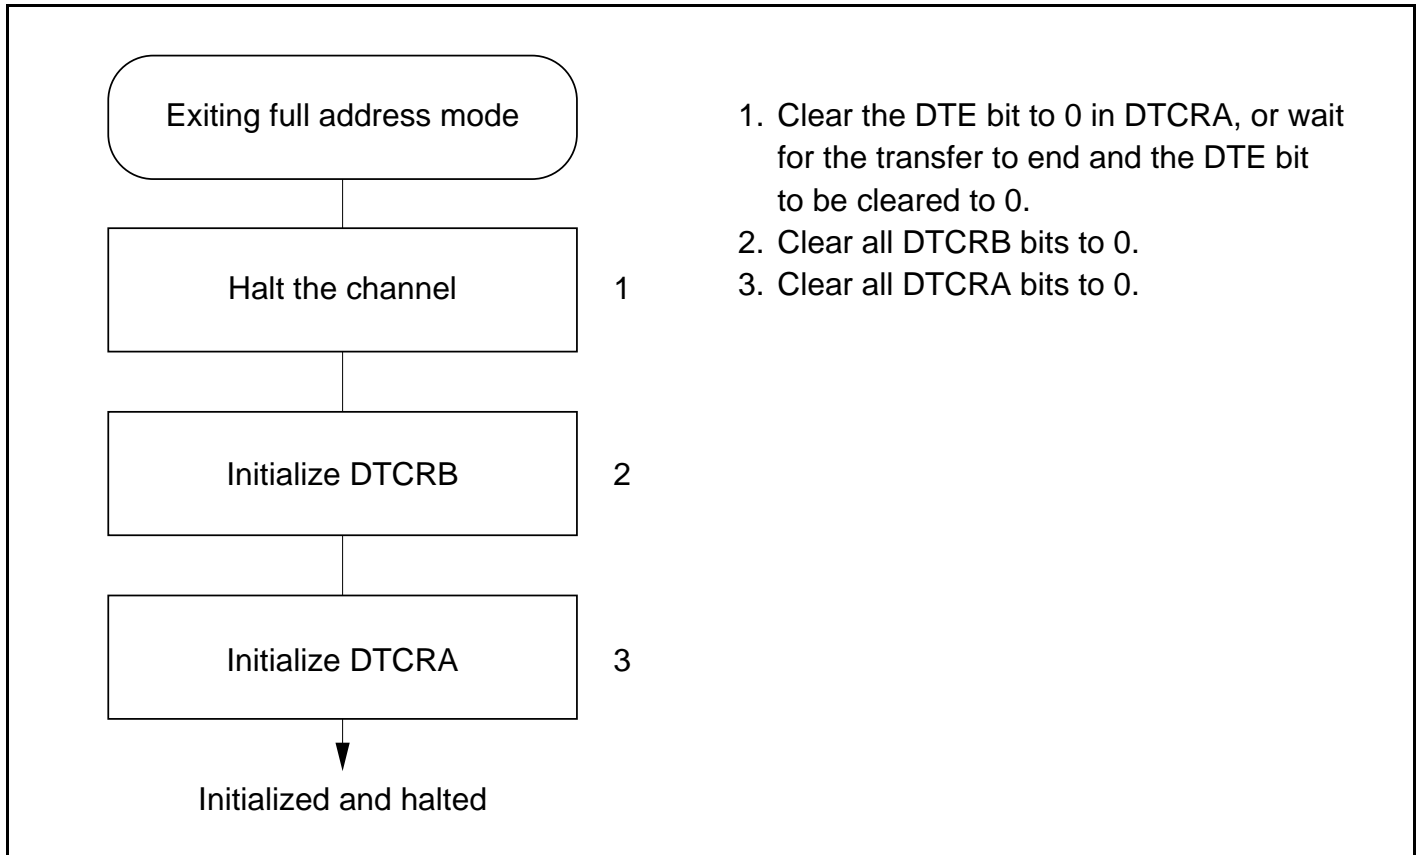 Exiting full address mode
Halt the channel
1
Initialize DTCRB
2
Initialize DTCRA
3
Initialized and halted
1. Clear the DTE bit to 0 in DTCRA, or wait
for the transfer to end and the DTE bit
to be cleared to 0.
2. Clear all DTCRB bits to 0.
3. Clear all DTCRA bits to 0.